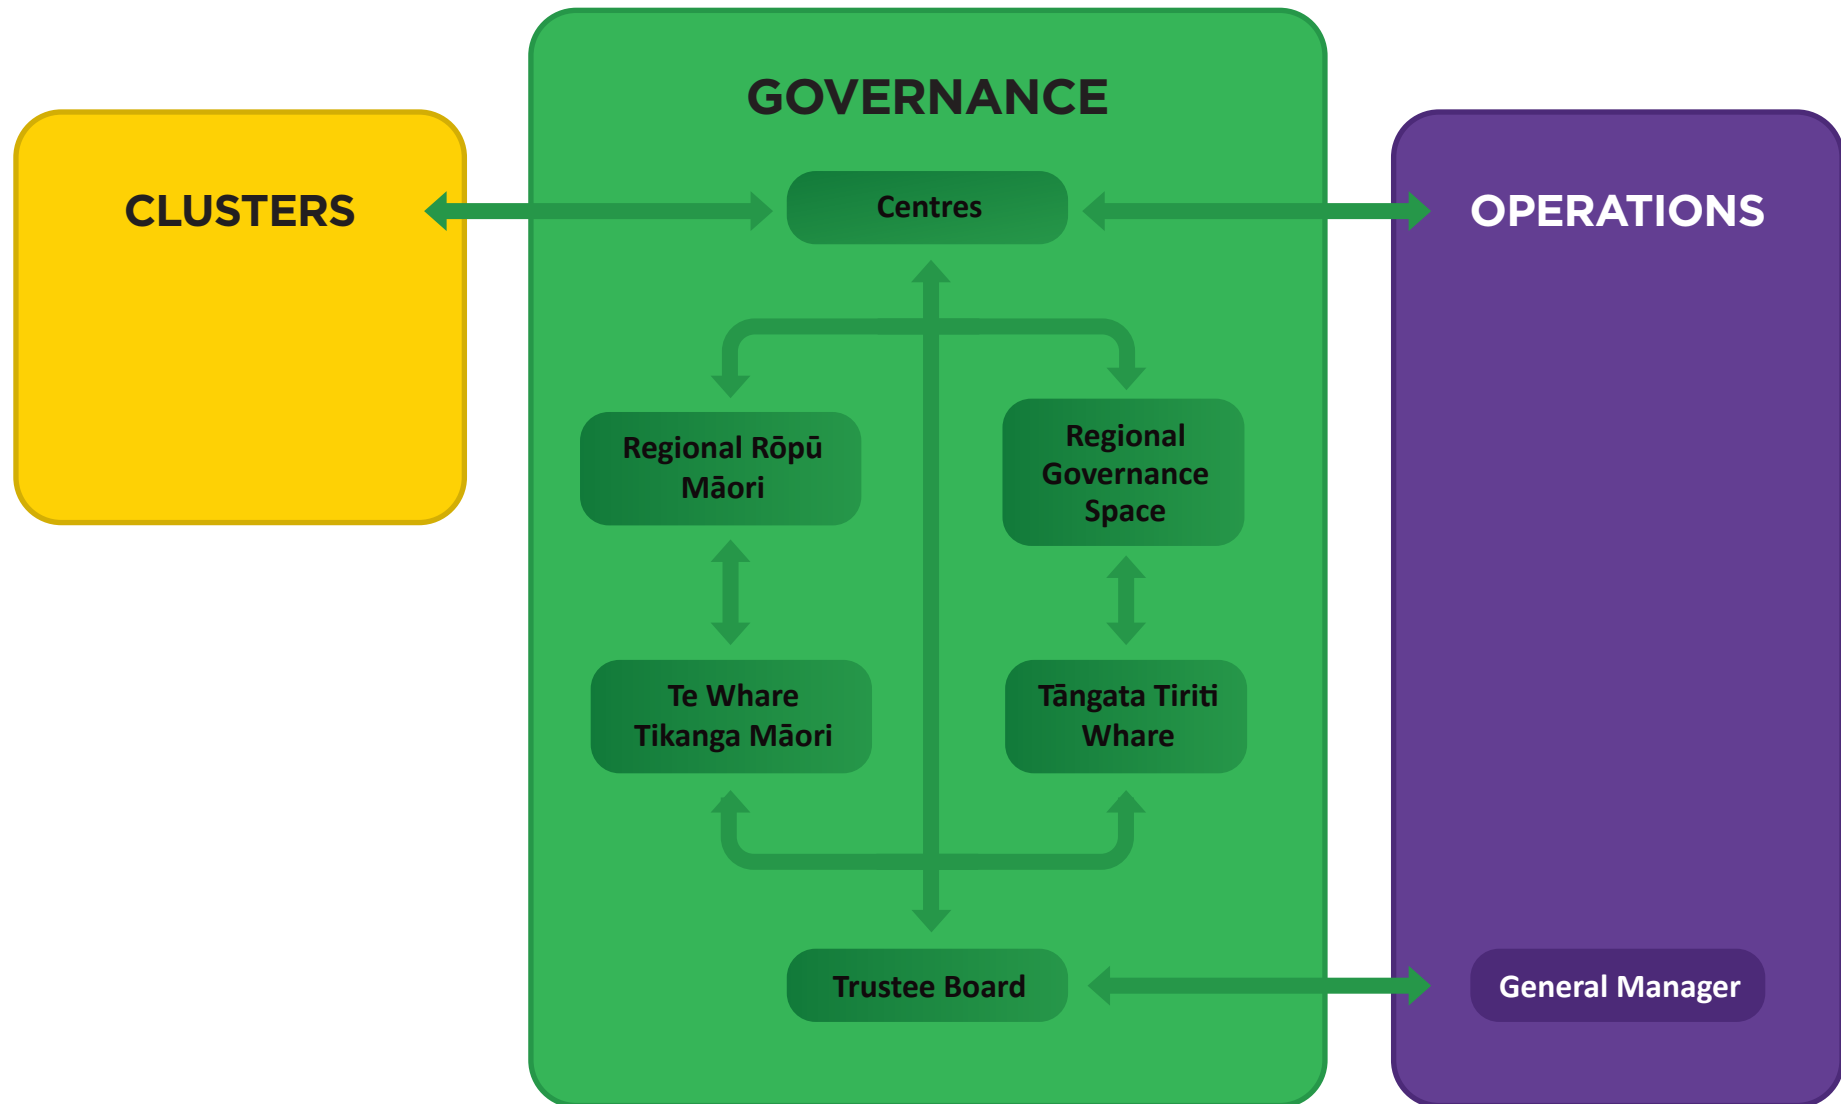 GOVERNANCE
CLUSTERS
Centres
OPERATIONS
Regional Rōpū
Māori
Regional
Governance
Space
Te Whare
Tikanga Māori
Tāngata Tiriti
Whare
Trustee Board
General Manager